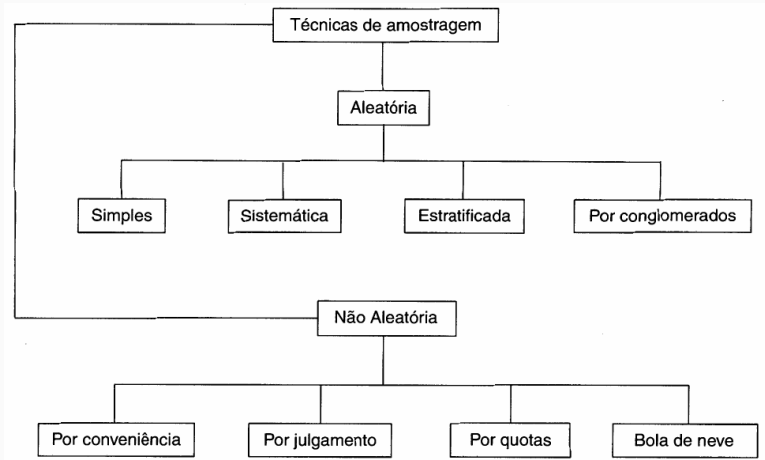 Técnicas de amostragem
Aleatória
Simples
Sistemática
Estratificada
Por conglomerados
Não Aleatória
Por conveniência
Por julgamento
Por quotas
Bola de neve